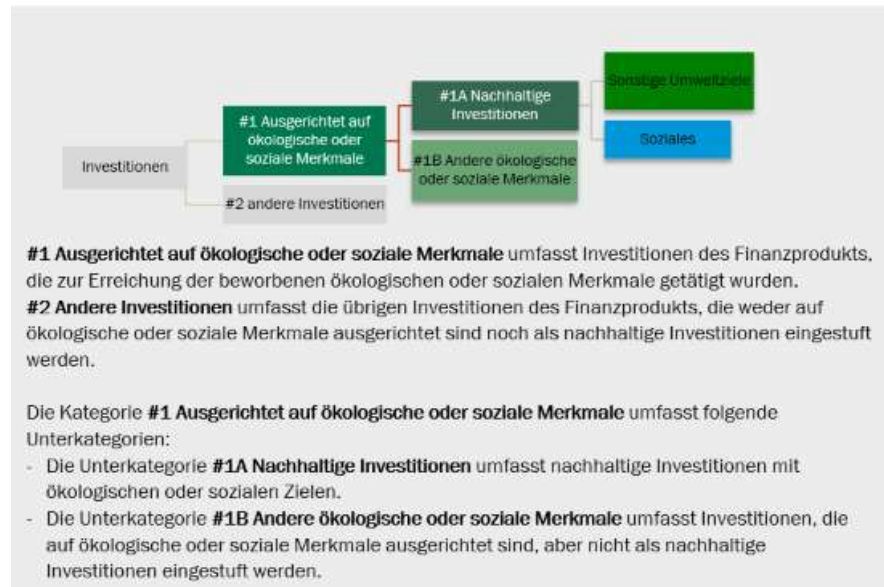 Investitionen
#1 Ausgerichtet auf
ökologische oder
soziale Merkmale
#2 andere Investitionen
#1A Nachhaltige
Investitionen
#1B Andere ökologische
oder soziale Merkmale
Sonstige Umweltziele
Soziales
#1 Ausgerichtet auf ökologische oder soziale Merkmale umfasst Investitionen des Finanzprodukts,
die zur Erreichung der beworbenen ökologischen oder sozialen Merkmale getätigt wurden.
#2 Andere Investitionen umfasst die übrigen Investitionen des Finanzprodukts, die weder auf
ökologische oder soziale Merkmale ausgerichtet sind noch als nachhaltige Investitionen eingestuft
werden.
Die Kategorie #1 Ausgerichtet auf ökologische oder soziale Merkmale umfasst folgende
Unterkategorien:
- Die Unterkategorie #1A Nachhaltige Investitionen umfasst nachhaltige Investitionen mit
ökologischen oder sozialen Zielen.
- Die Unterkategorie #1B Andere ökologische oder soziale Merkmale umfasst Investitionen, die
auf ökologische oder soziale Merkmale ausgerichtet sind, aber nicht als nachhaltige
Investitionen eingestuft werden.